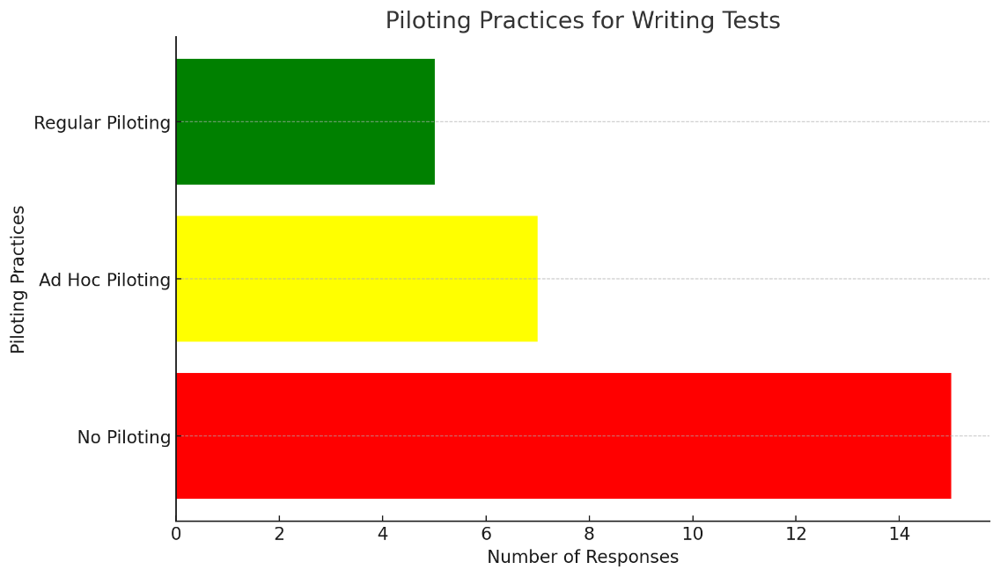 Piloting Practices for Writing Tests
Regular Piloting
Ad Hoc Piloting
No Piloting
Piloting Practices
0 2 4 6 8 10 12 14
Number of Responses